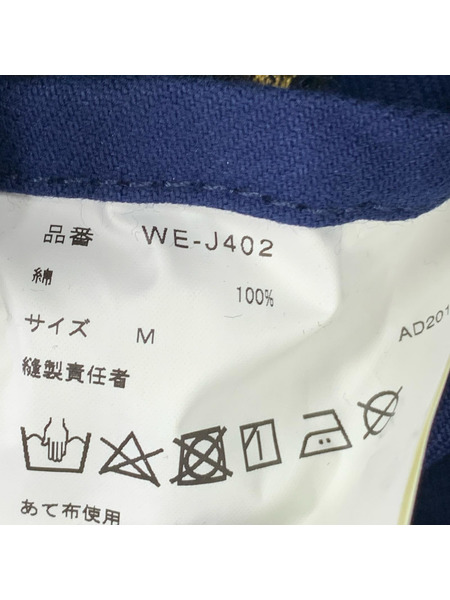 品番 WE-J402
綿 100%
サイズ M
AD201
縫製責任者
あて布使用